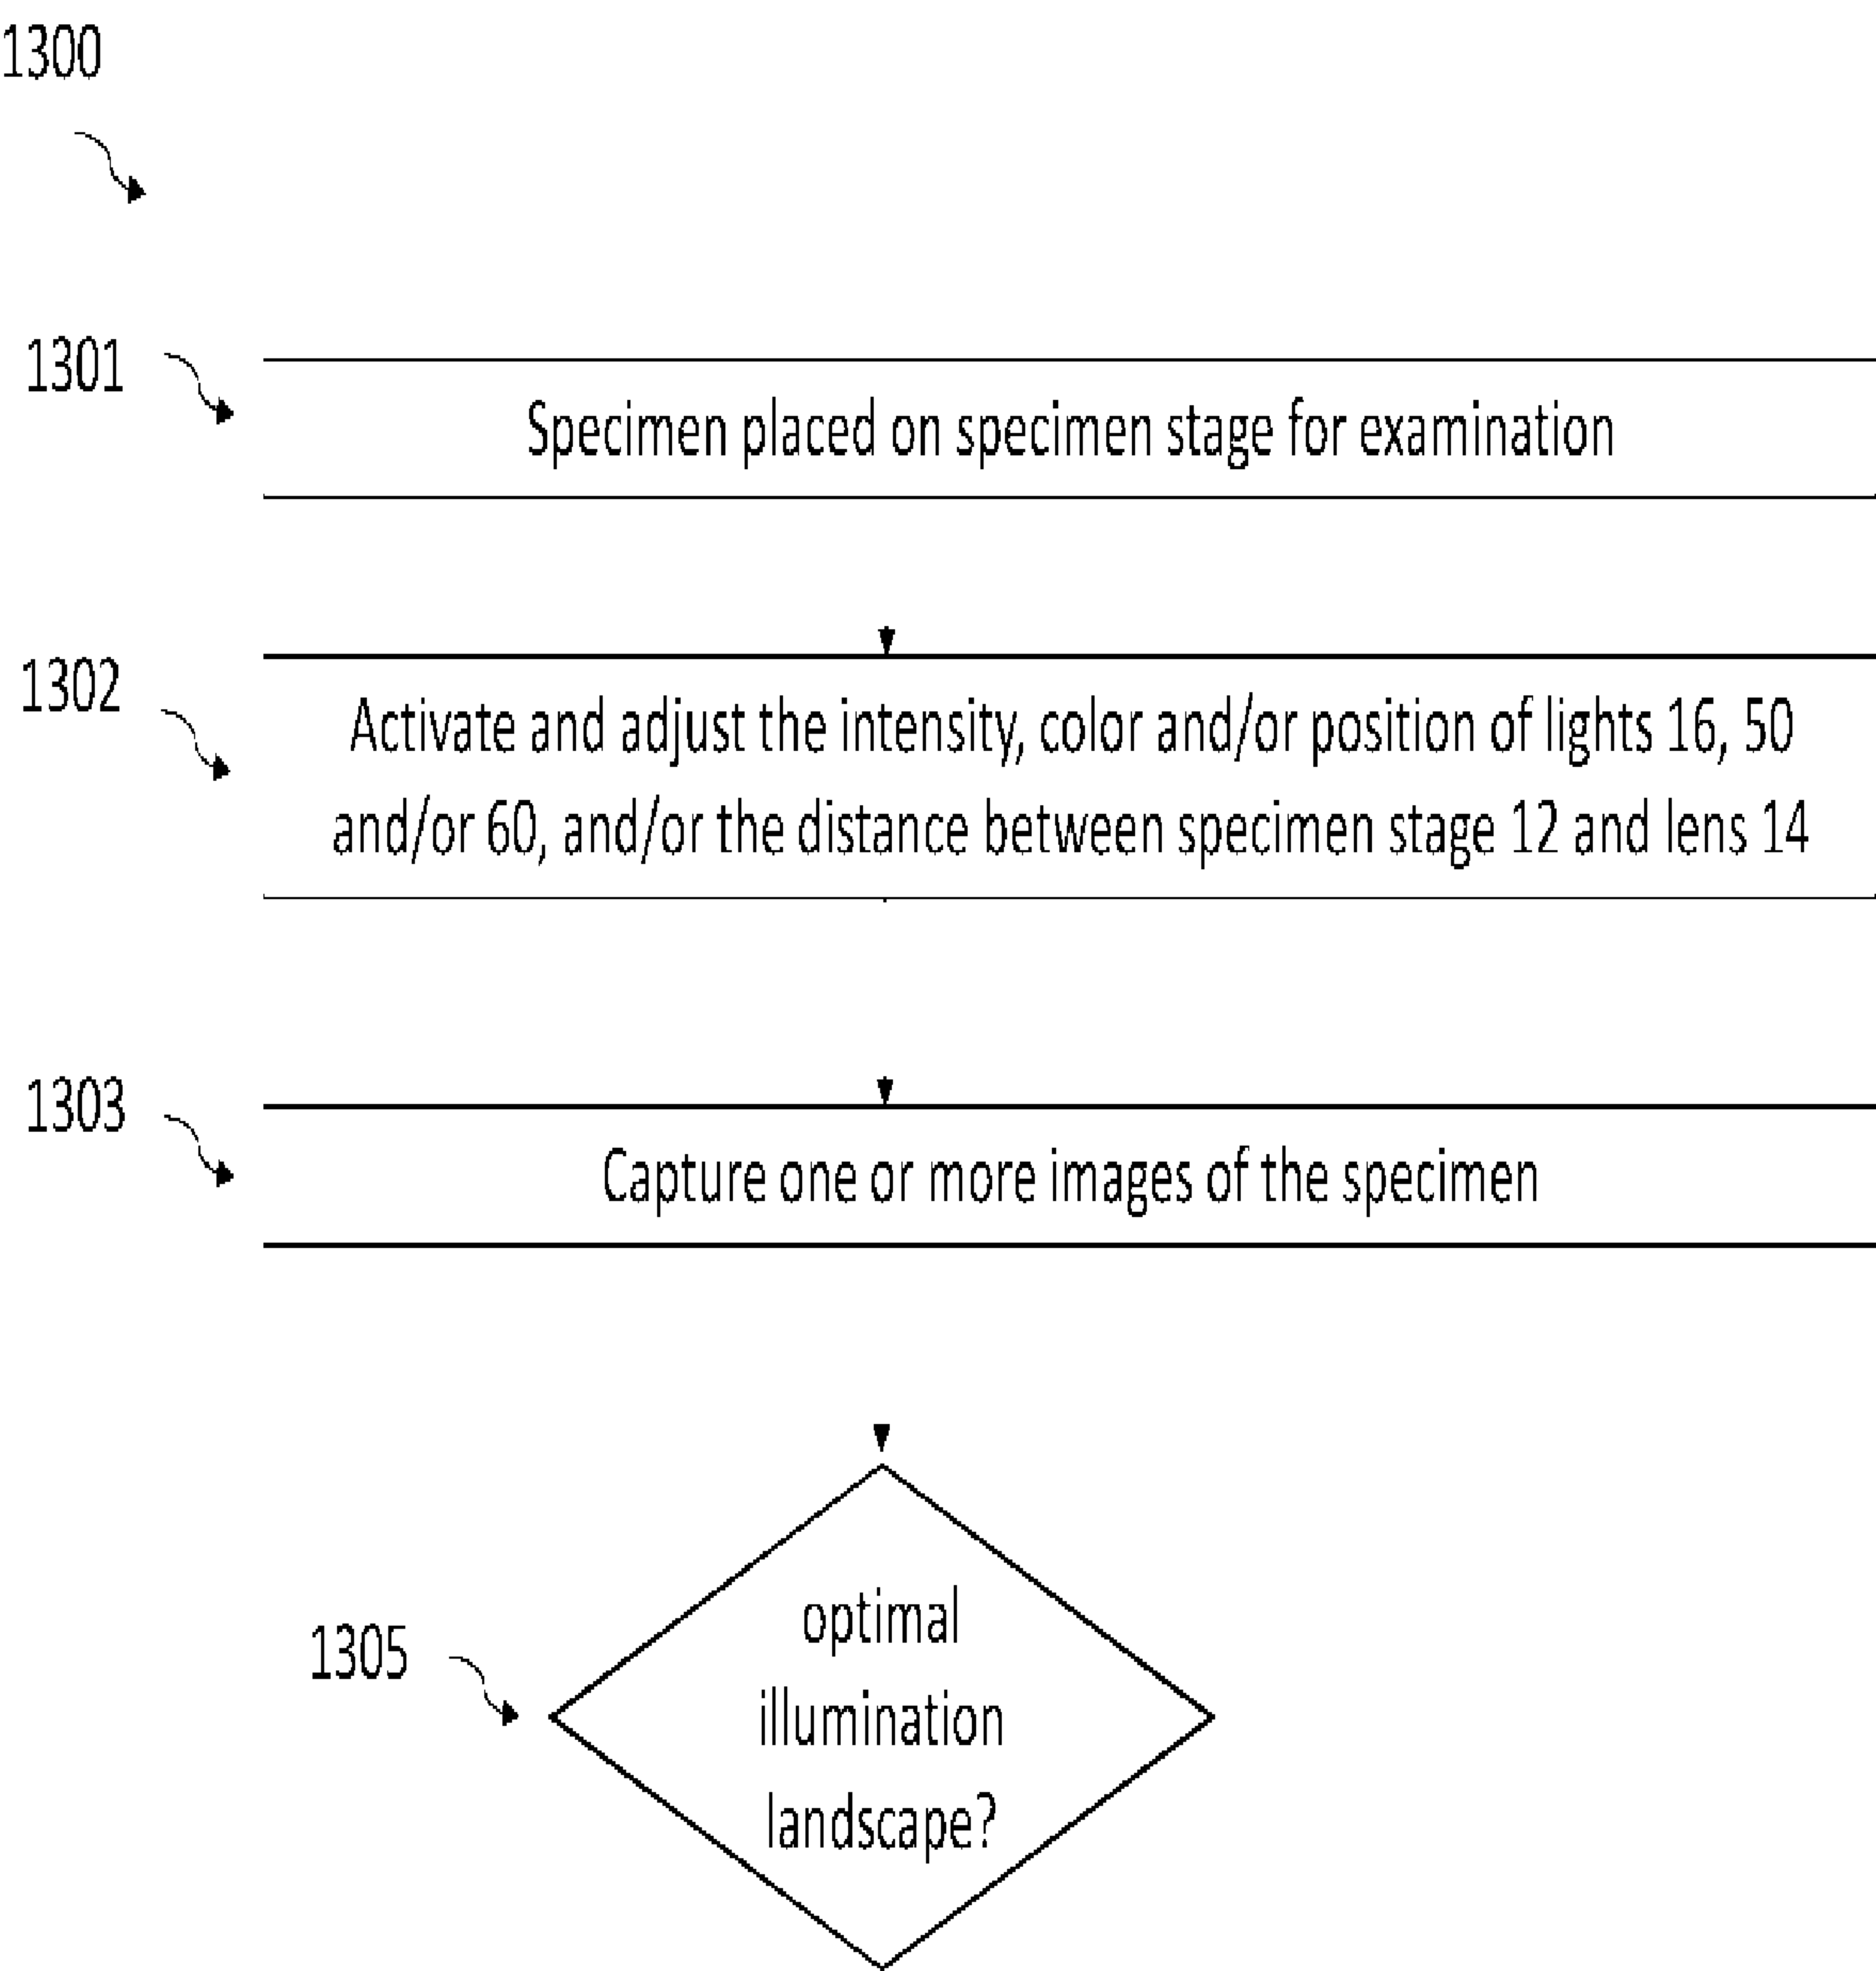 1300
1301
Specimen placed on specimen stage for examination
1302
Activate and adjust the intensity, color and/or position of lights 16, 50
and/or 60, and/or the distance between specimen stage 12 and lens 14
1303
Capture one or more images of the specimen
1305
optimal
illumination
landscape?